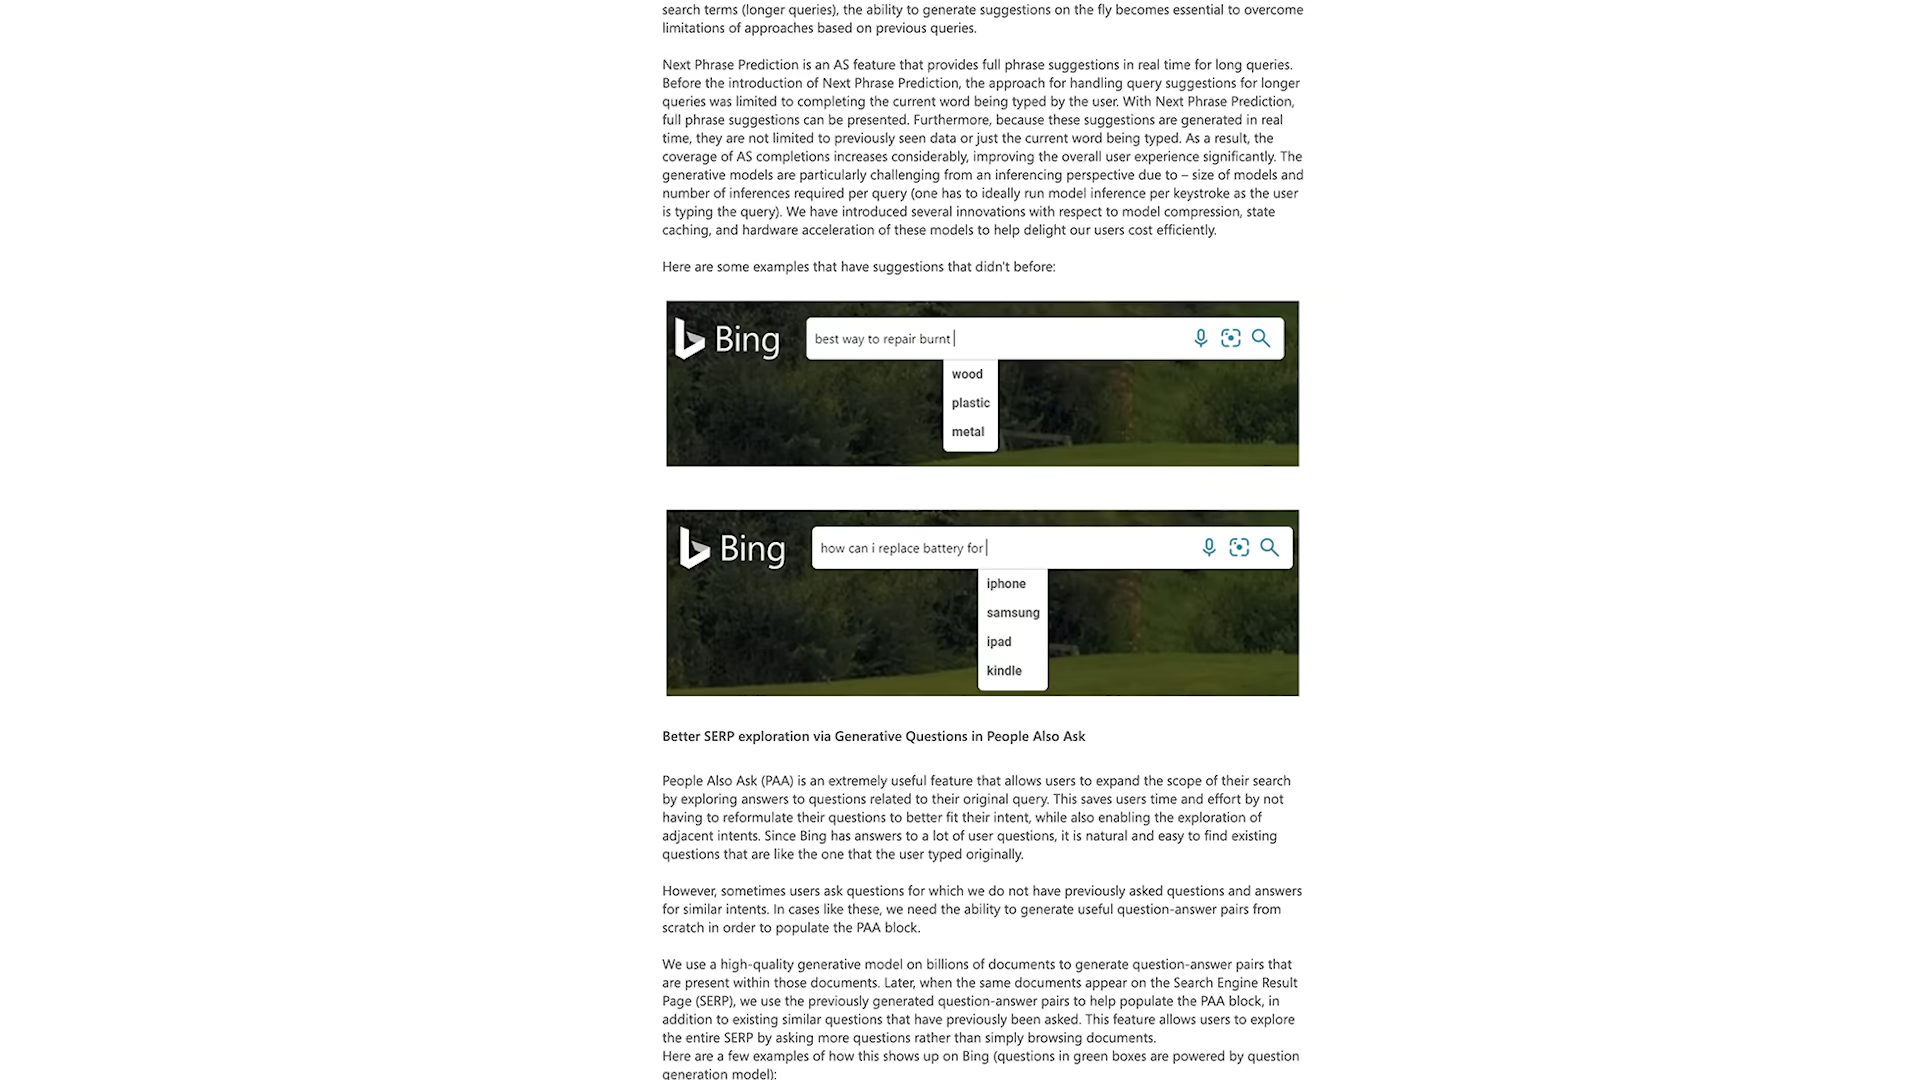 search terms (longer queries), the ability to generate suggestions on the fly becomes essential to overcome
limitations of approaches based on previous queries.
Next Phrase Prediction is an AS feature that provides full phrase suggestions in real time for long queries.
Before the introduction of Next Phrase Prediction, the approach for handling query suggestions for longer
queries was limited to completing the current word being typed by the user. With Next Phrase Prediction,
full phrase suggestions can be presented. Furthermore, because these suggestions are generated in real
time, they are not limited to previously seen data or just the current word being typed. As a result, the
coverage of AS completions increases considerably, improving the overall user experience significantly. The
generative models are particularly challenging from an inferencing perspective due to – size of models and
number of inferences required per query (one has to ideally run model inference per keystroke as the user
is typing the query). We have introduced several innovations with respect to model compression, state
caching, and hardware acceleration of these models to help delight our users cost efficiently.
Here are some examples that have suggestions that didn't before:
Bing
best way to repair burnt
wood
plastic
metal
Bing
how can i replace battery for
iphone
samsung
ipad
kindle
Better SERP exploration via Generative Questions in People Also Ask
People Also Ask (PAA) is an extremely useful feature that allows users to expand the scope of their search
by exploring answers to questions related to their original query. This saves users time and effort by not
having to reformulate their questions to better fit their intent, while also enabling the exploration of
adjacent intents. Since Bing has answers to a lot of user questions, it is natural and easy to find existing
questions that are like the one that the user typed originally.
However, sometimes users ask questions for which we do not have previously asked questions and answers
for similar intents. In cases like these, we need the ability to generate useful question-answer pairs from
scratch in order to populate the PAA block.
We use a high-quality generative model on billions of documents to generate question-answer pairs that
are present within those documents. Later, when the same documents appear on the Search Engine Result
Page (SERP), we use the previously generated question-answer pairs to help populate the PAA block, in
addition to existing similar questions that have previously been asked. This feature allows users to explore
the entire SERP by asking more questions rather than simply browsing documents.
Here are a few examples of how this shows up on Bing (questions in green boxes are powered by question
generation model):